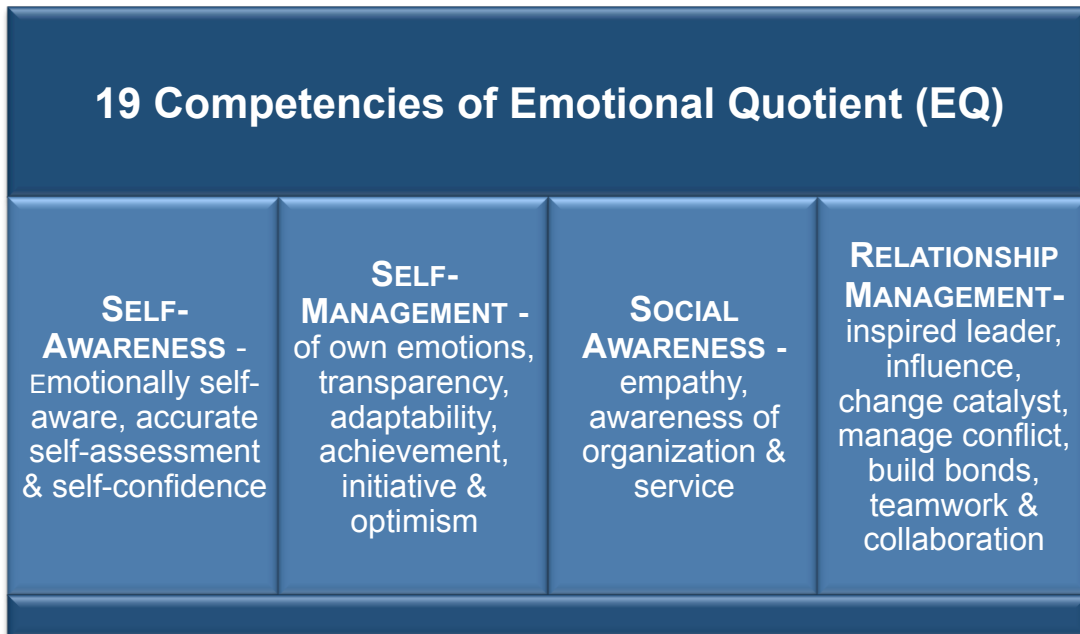 19 Competencies of Emotional Quotient (EQ)
SELF-
AWARENESS -
Emotionally self-
aware, accurate
self-assessment
& self-confidence
SELF-
MANAGEMENT -
of own emotions,
transparency,
adaptability,
achievement,
initiative &
optimism
SOCIAL
AWARENESS -
empathy,
awareness of
organization &
service
RELATIONSHIP
MANAGEMENT-
inspired leader,
influence,
change catalyst,
manage conflict,
build bonds,
teamwork &
collaboration